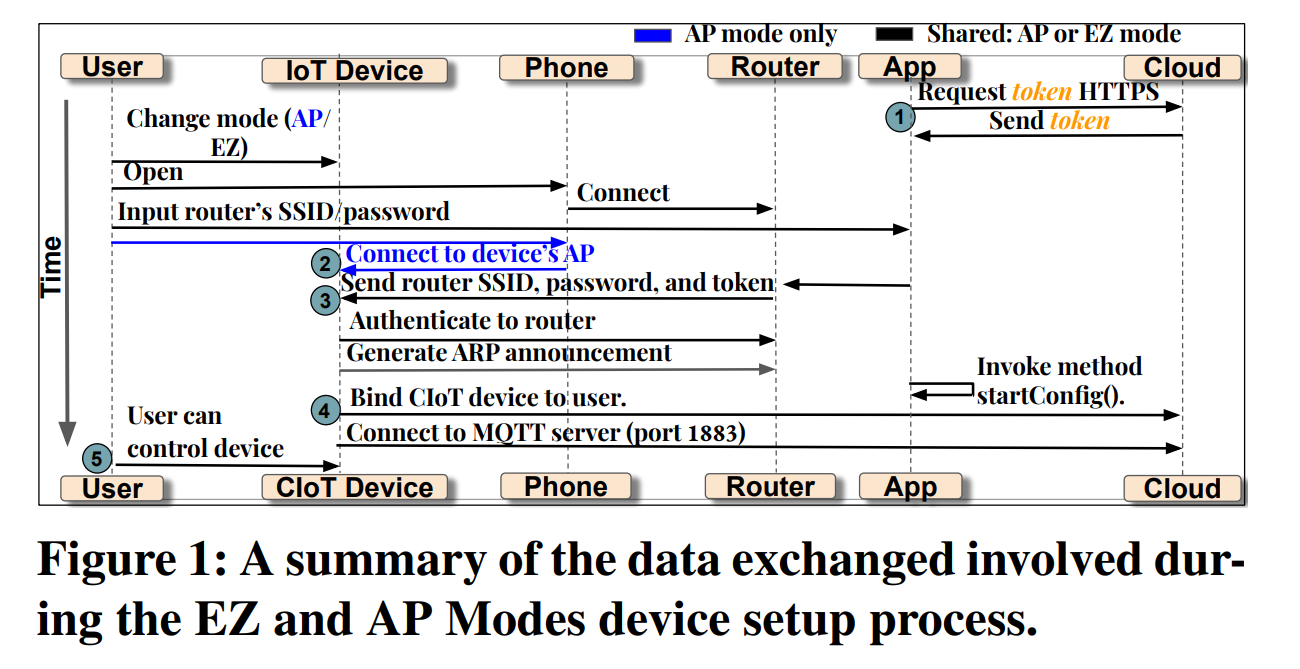 AP mode only
Shared: AP or EZ mode
User
IoT Device
Phone
Router
App
Cloud
Request token HTTPS
1
Send token
Change mode (AP/
EZ)
Open
Connect
Input router's SSID/password
Time
2
Connect to device's AP
3
Send router SSID, password, and token
Authenticate to router
Generate ARP announcement
Invoke method
startConfig().
4
Bind CIoT device to user.
User can
control device
Connect to MQTT server (port 1883)
5
User
CIoT Device
Phone
Router
App
Cloud
Figure 1: A summary of the data exchanged involved dur-
ing the EZ and AP Modes device setup process.